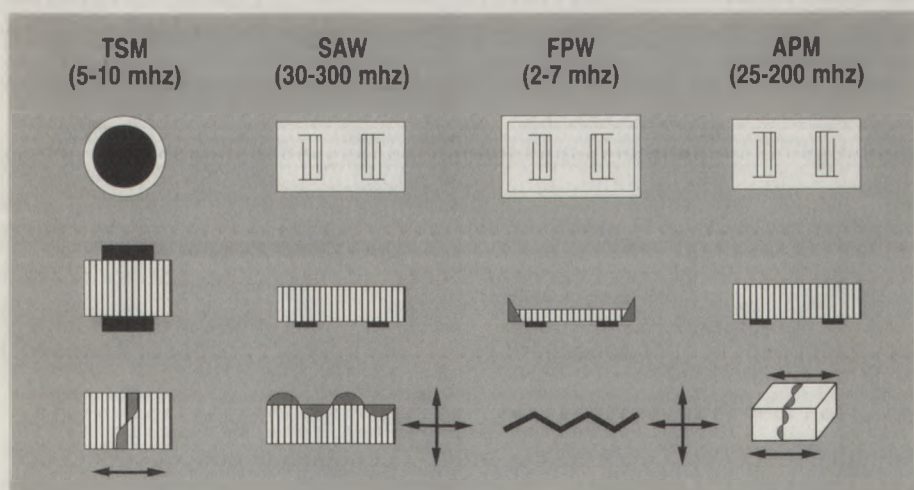 TSM
(5-10 mhz)
SAW
(30-300 mhz)
FPW
(2-7 mhz)
APM
(25-200 mhz)